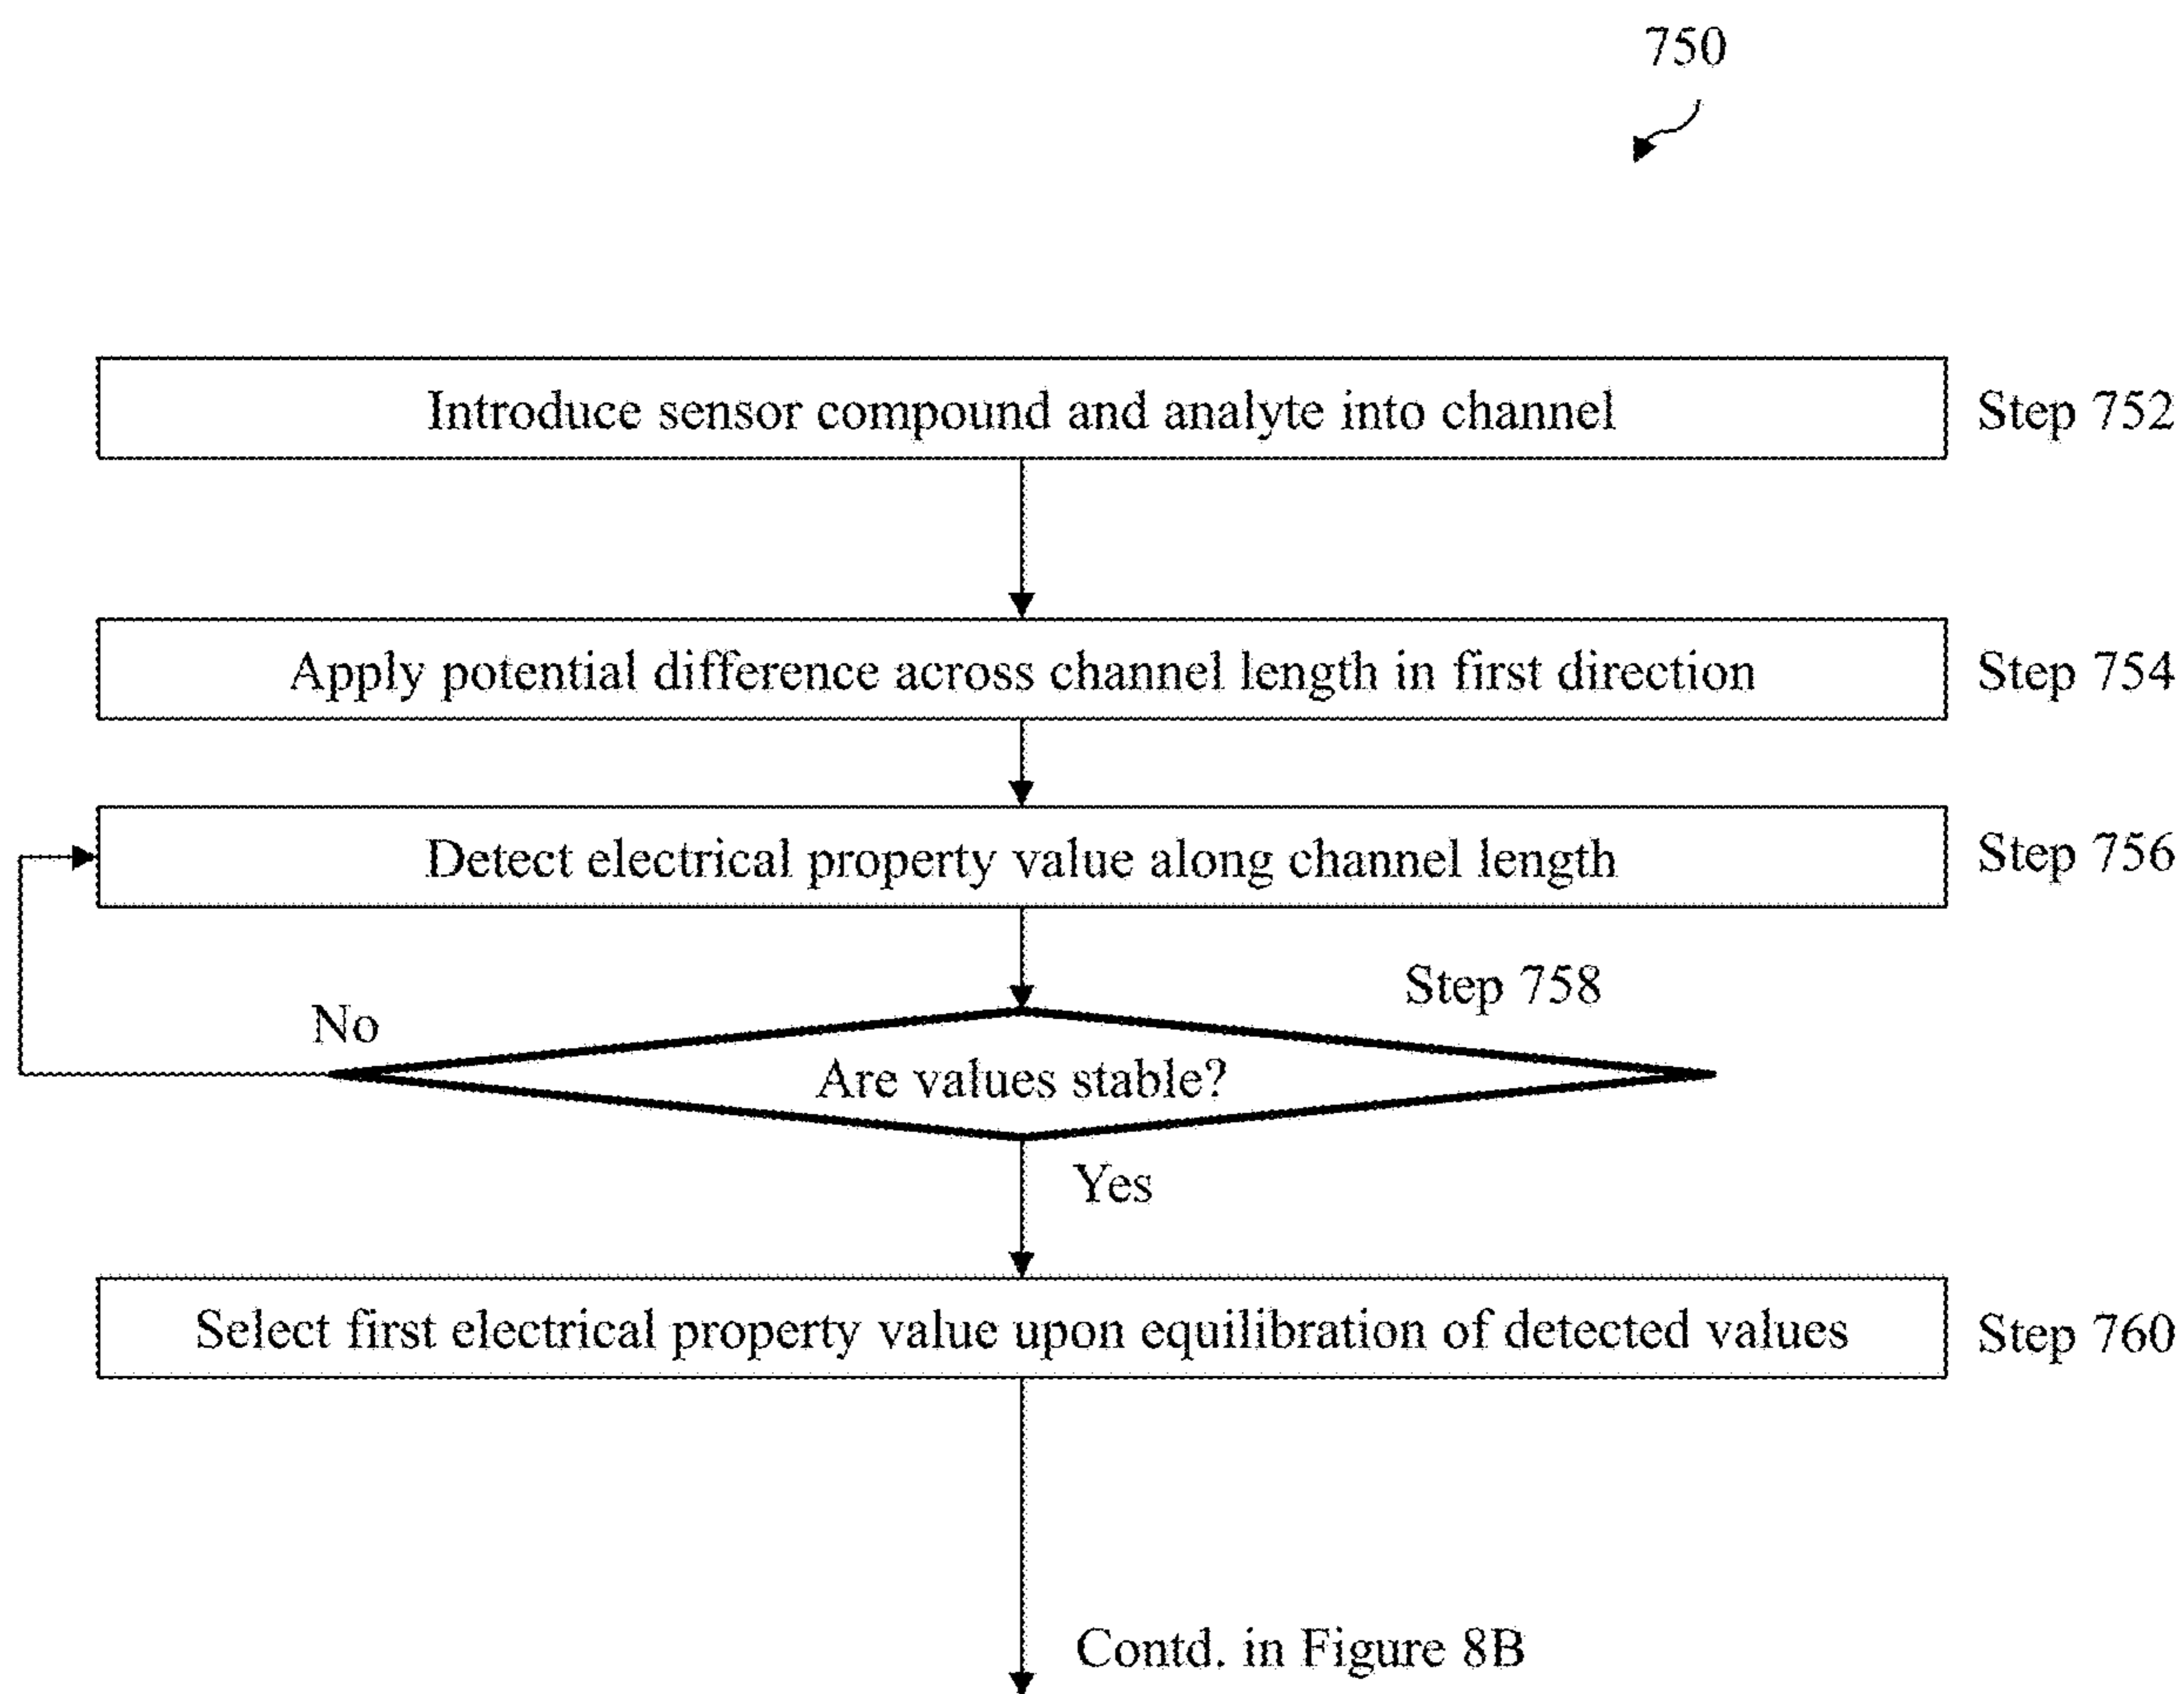 750
Introduce sensor compound and analyte into channel
Step 752
Apply potential difference across channel length in first direction
Step 754
Detect electrical property value along channel length
Step 756
Step 758
No
Are values stable?
Yes
Select first electrical property value upon equilibration of detected values
Step 760
Contd. in Figure 8B